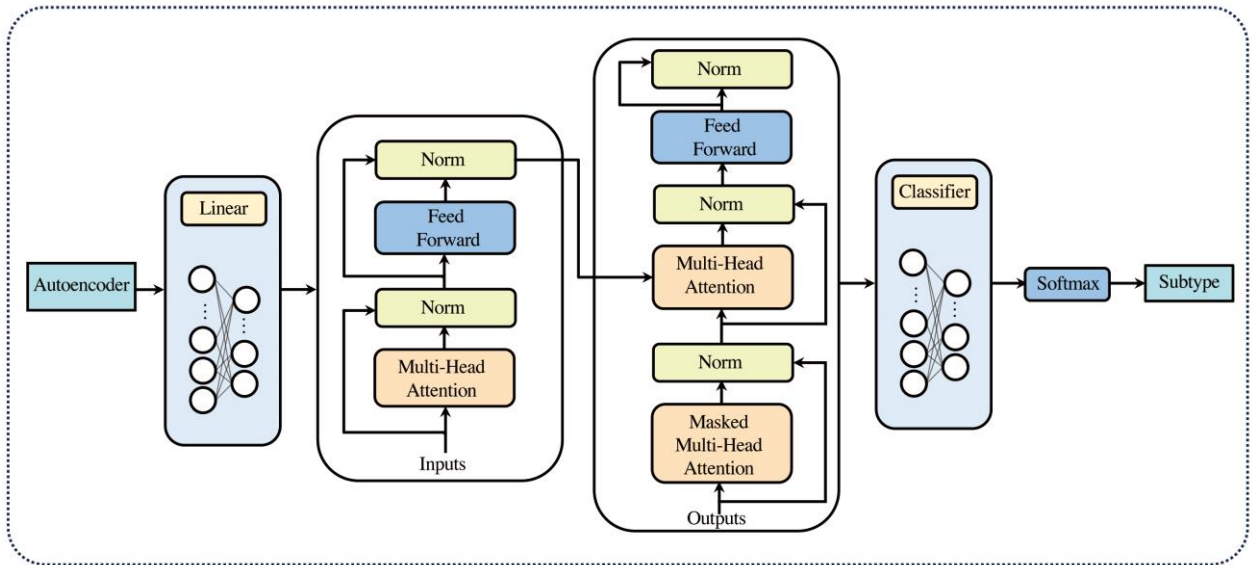 Autoencoder
Linear
Norm
Feed
Forward
Norm
Multi-Head
Attention
Inputs
Norm
Feed
Forward
Norm
Multi-Head
Attention
Norm
Masked
Multi-Head
Attention
Outputs
Classifier
Softmax
Subtype